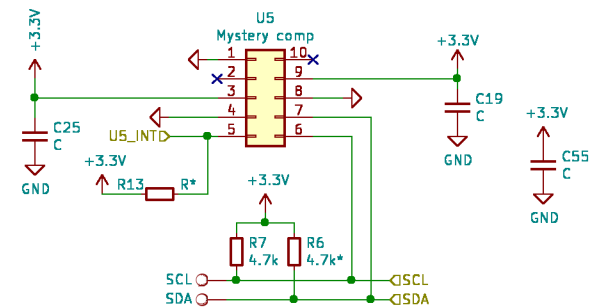 U5
Mystery comp
+3.3V
1
10
2
9
3
8
4
7
5
6
+3.3V
C25
C
GND
U5_INT
+3.3V
R13
R*
+3.3V
C19
C
GND
+3.3V
C55
C
GND
+3.3V
R7
4.7k
R6
4.7k*
SCL
SCL
SDA
SDA